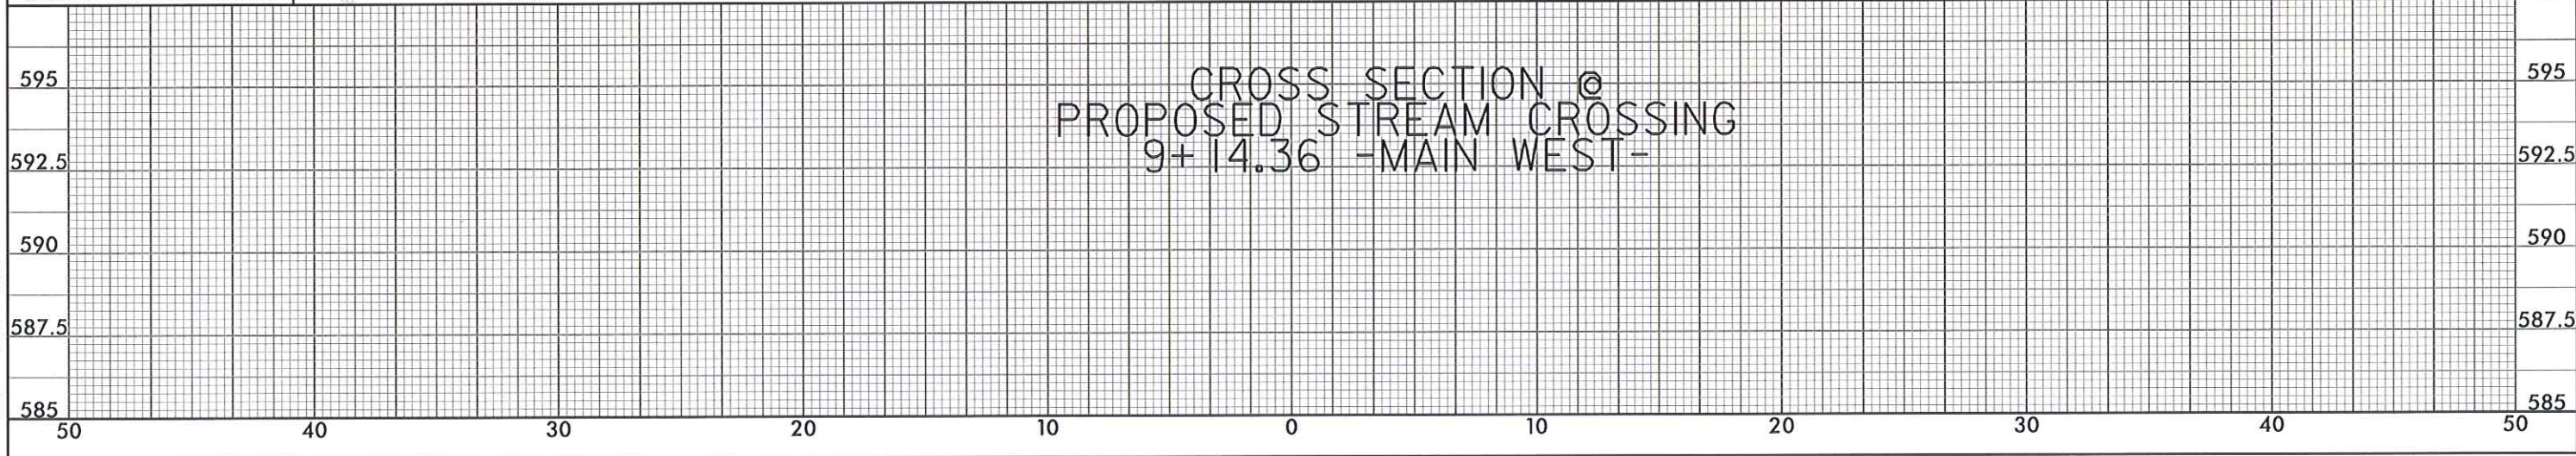 595 595
CROSS SECTION @
PROPOSED STREAM CROSSING
9+14.36 -MAIN WEST-
592.5 592.5
590 590
587.5 587.5
585 585
50 40 30 20 10 0 10 20 30 40 50